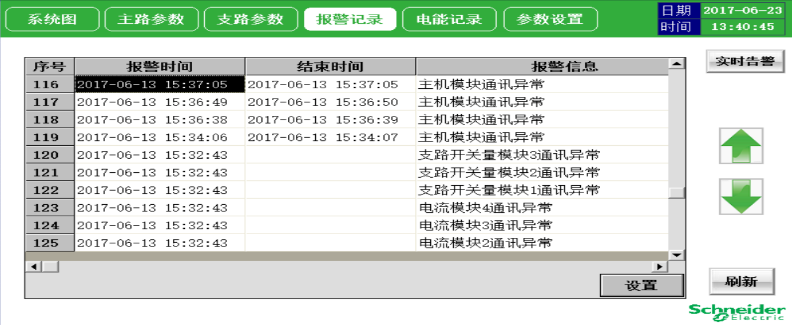 系统图 主路参数 支路参数 报警记录 电能记录 参数设置 日期 2017-06-23
时间 13:40:45
序号 报警时间 结束时间 报警信息 实时告警
116 2017-06-13 15:37:05 2017-06-13 15:37:05 主机模块通讯异常
117 2017-06-13 15:36:49 2017-06-13 15:36:50 主机模块通讯异常
118 2017-06-13 15:36:38 2017-06-13 15:36:39 主机模块通讯异常
119 2017-06-13 15:34:06 2017-06-13 15:34:07 主机模块通讯异常
120 2017-06-13 15:32:43 支路开关量模块3通讯异常
121 2017-06-13 15:32:43 支路开关量模块2通讯异常
122 2017-06-13 15:32:43 支路开关量模块1通讯异常
123 2017-06-13 15:32:43 电流模块4通讯异常
124 2017-06-13 15:32:43 电流模块3通讯异常
125 2017-06-13 15:32:43 电流模块2通讯异常
设置 刷新
Schneider
Electric